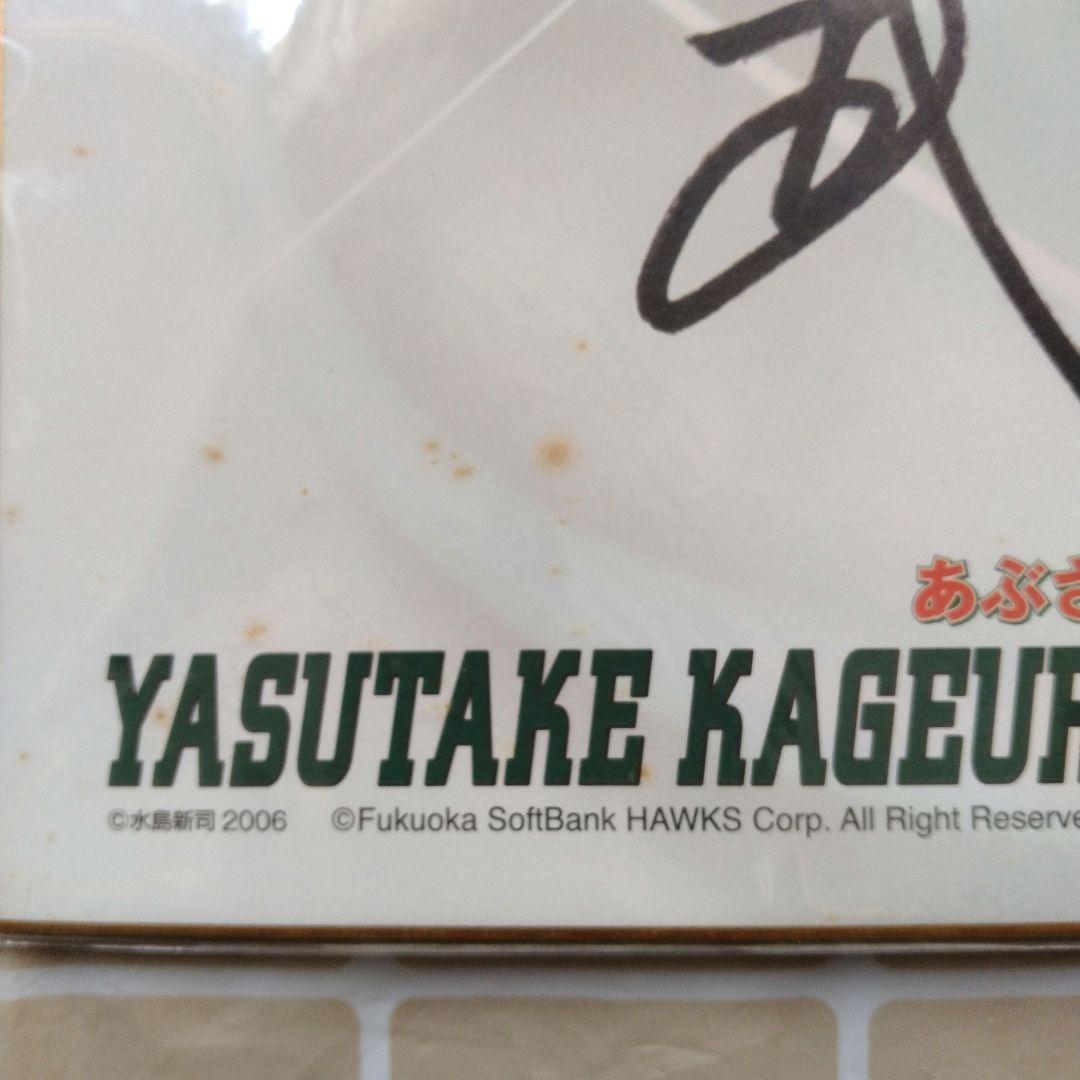 あぶさ
YASUTAKE KAGEUR
©水島新司 2006 ©Fukuoka SoftBank HAWKS Corp. All Right Reserve